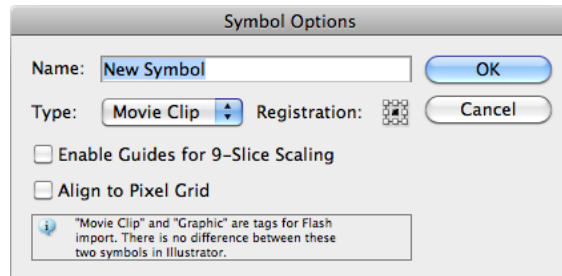 Symbol Options
Name: New Symbol OK
Type: Movie Clip Registration: Cancel
Enable Guides for 9-Slice Scaling
Align to Pixel Grid
"Movie Clip" and "Graphic" are tags for Flash
import. There is no difference between these
two symbols in Illustrator.